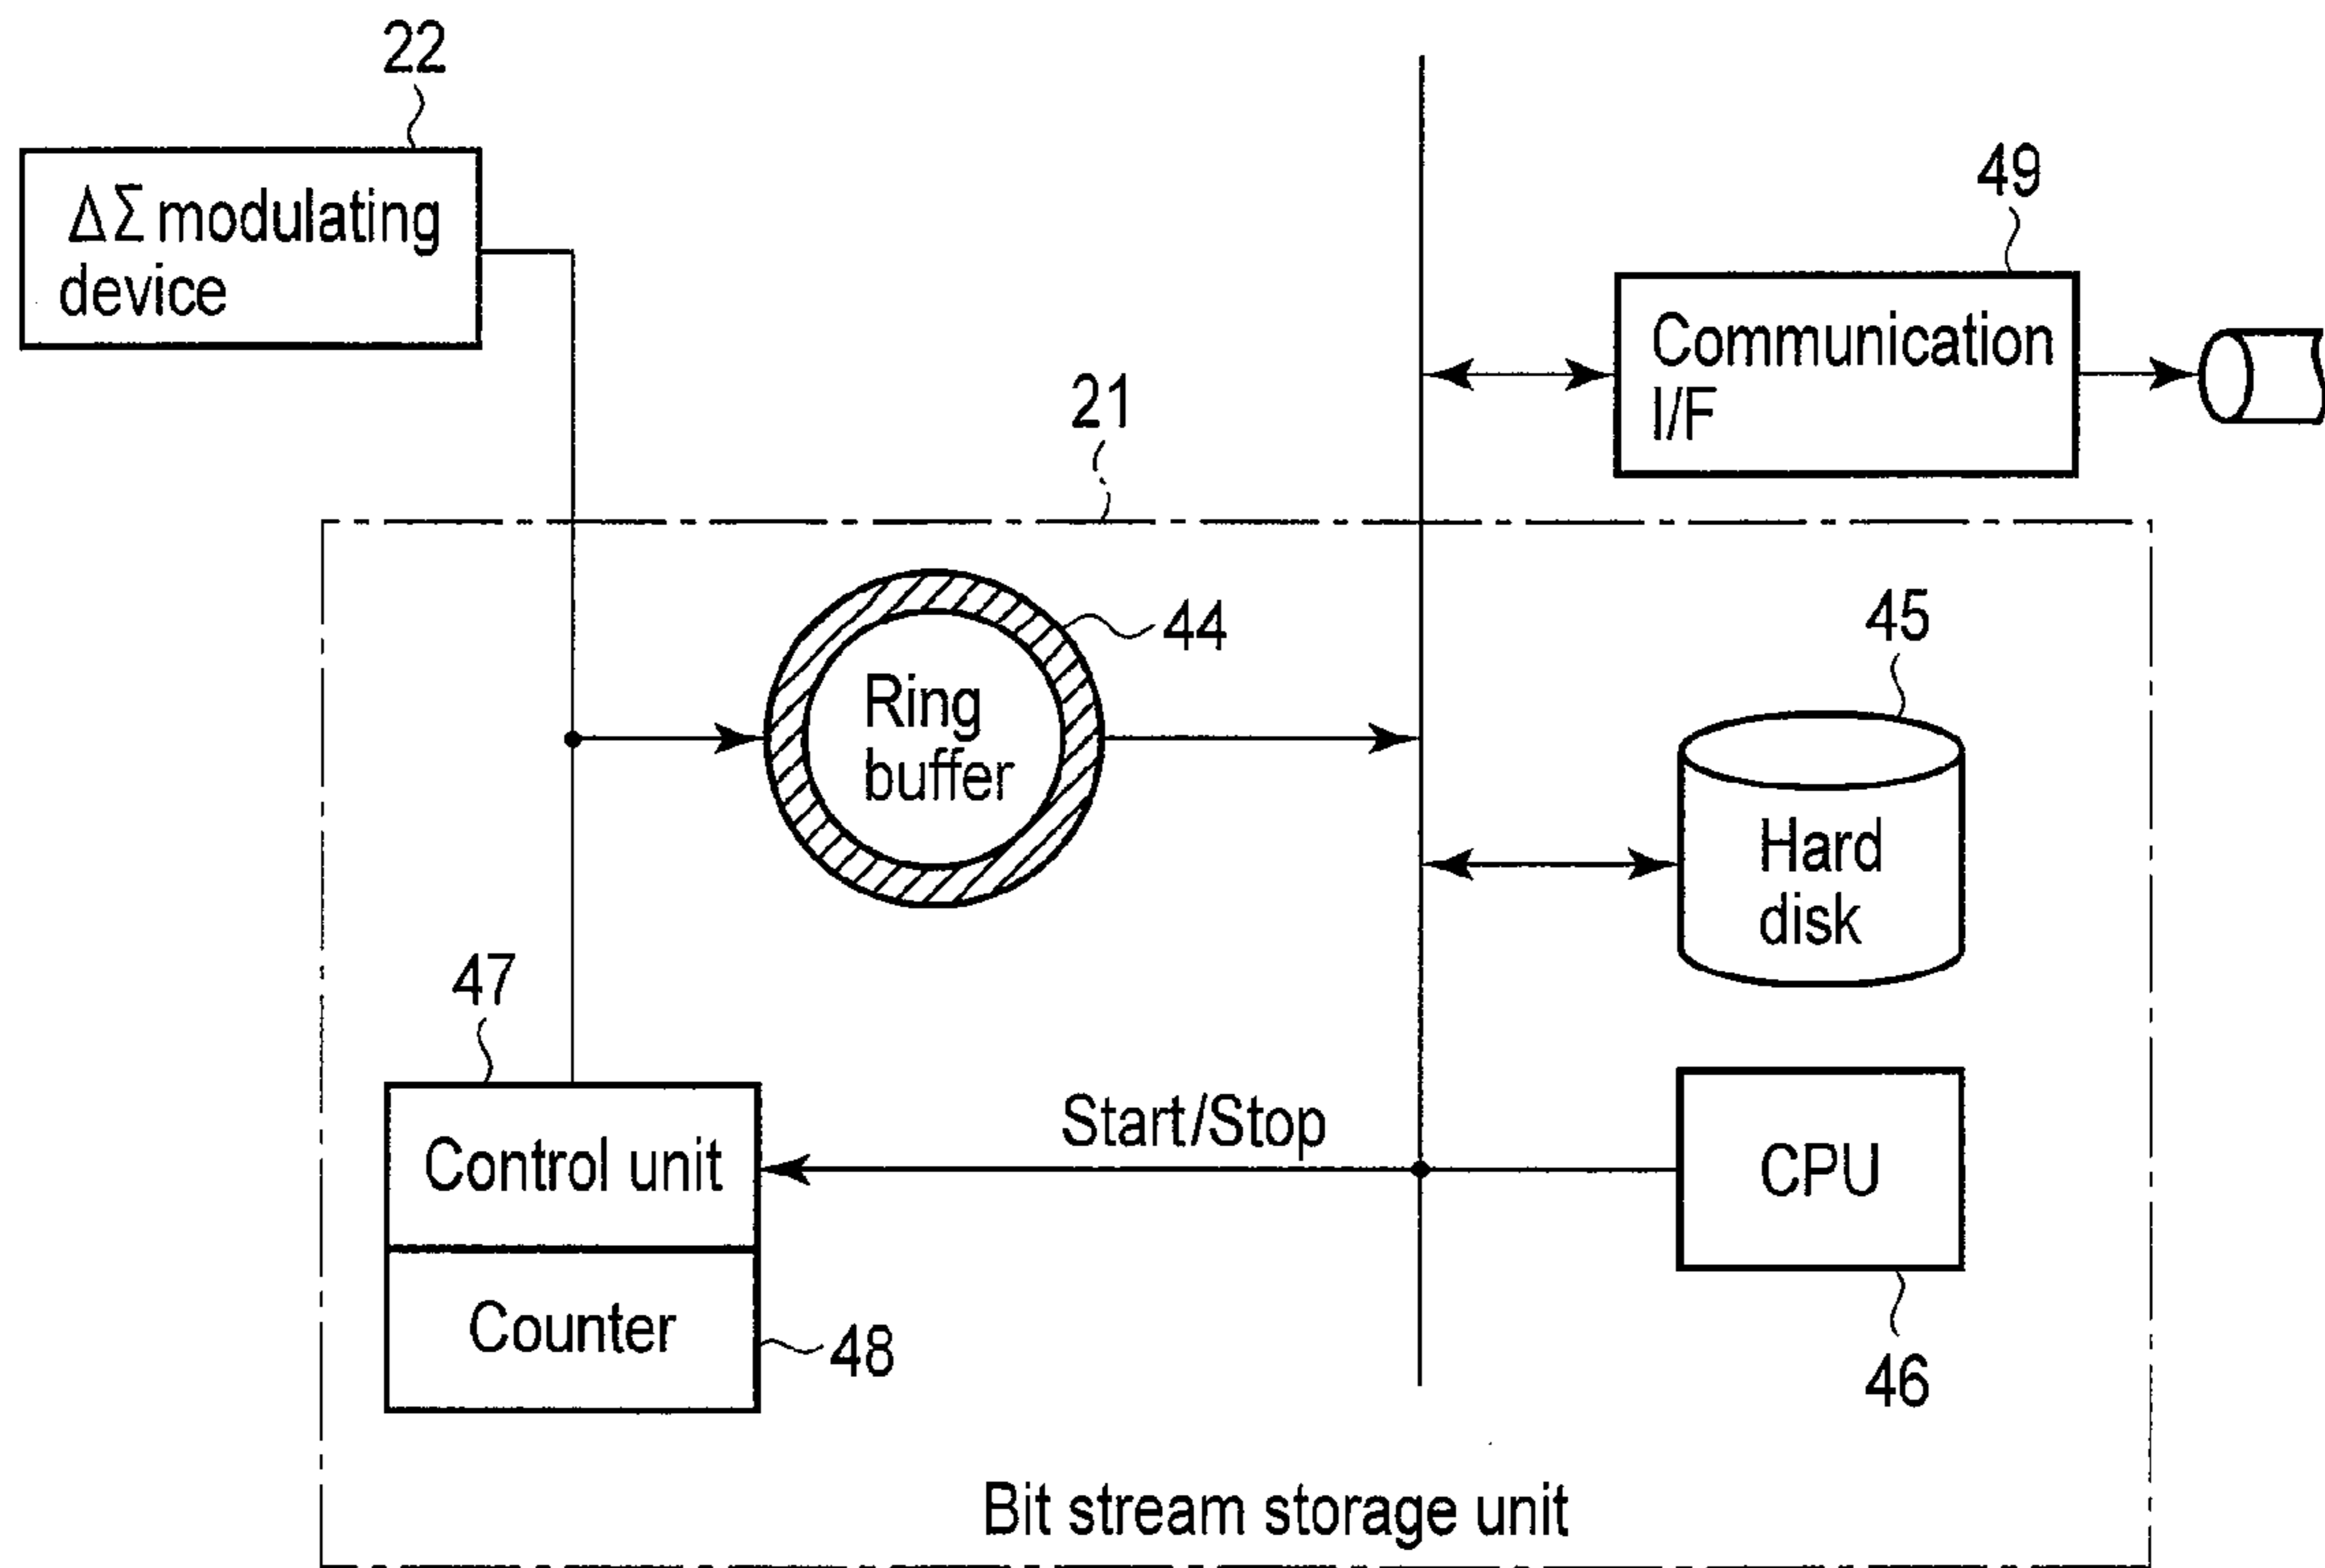 22
ΔΣ modulating
device
49
Communication
I/F
21
44
Ring
buffer
45
Hard
disk
47
Control unit
Start/Stop
CPU
Counter
48
46
Bit stream storage unit